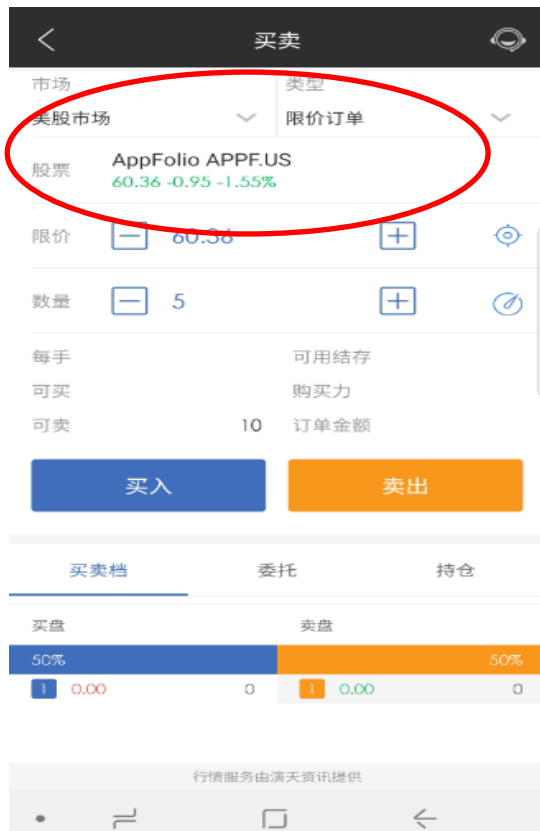 买卖
市场 类型
美股市场 限价订单
股票 AppFolio APPF.US
60.36 -0.95 -1.55%
限价 60.36
数量 5
每手 可用结存
可买 购买力
可卖 10 订单金额
买入 卖出
买卖档 委托 持仓
买盘 卖盘
50% 50%
1 0.00 0 1 0.00 0
行情服务由演天资讯提供